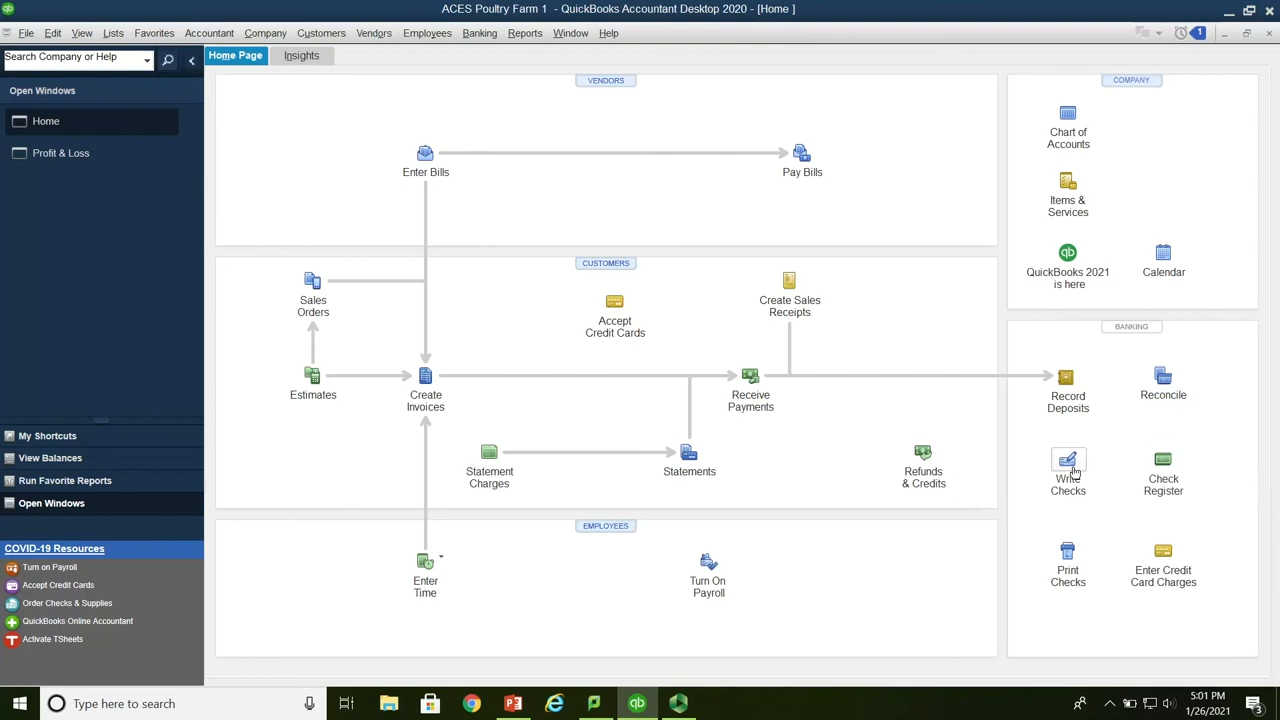 ACES Poultry Farm 1 - QuickBooks Accountant Desktop 2020 - [Home ]
File Edit View Lists Favorites Accountant Company Customers Vendors Employees Banking Reports Window Help
1
Search Company or Help
Home Page Insights
Open Windows
Home
Profit & Loss
My Shortcuts
View Balances
Run Favorite Reports
Open Windows
COVID-19 Resources
Turn on Payroll
Accept Credit Cards
Order Checks & Supplies
QuickBooks Online Accountant
Activate TSheets
VENDORS
Enter Bills
Pay Bills
CUSTOMERS
Sales
Orders
Accept
Credit Cards
Create Sales
Receipts
Estimates
Create
Invoices
Receive
Payments
Statement
Charges
Statements
Refunds
& Credits
EMPLOYEES
Enter
Time
Turn On
Payroll
COMPANY
Chart of
Accounts
Items &
Services
qb
QuickBooks 2021
is here
Calendar
BANKING
Record
Deposits
Reconcile
Write
Checks
Check
Register
Print
Checks
Enter Credit
Card Charges
Type here to search
qb
5:01 PM
1/26/2021
3